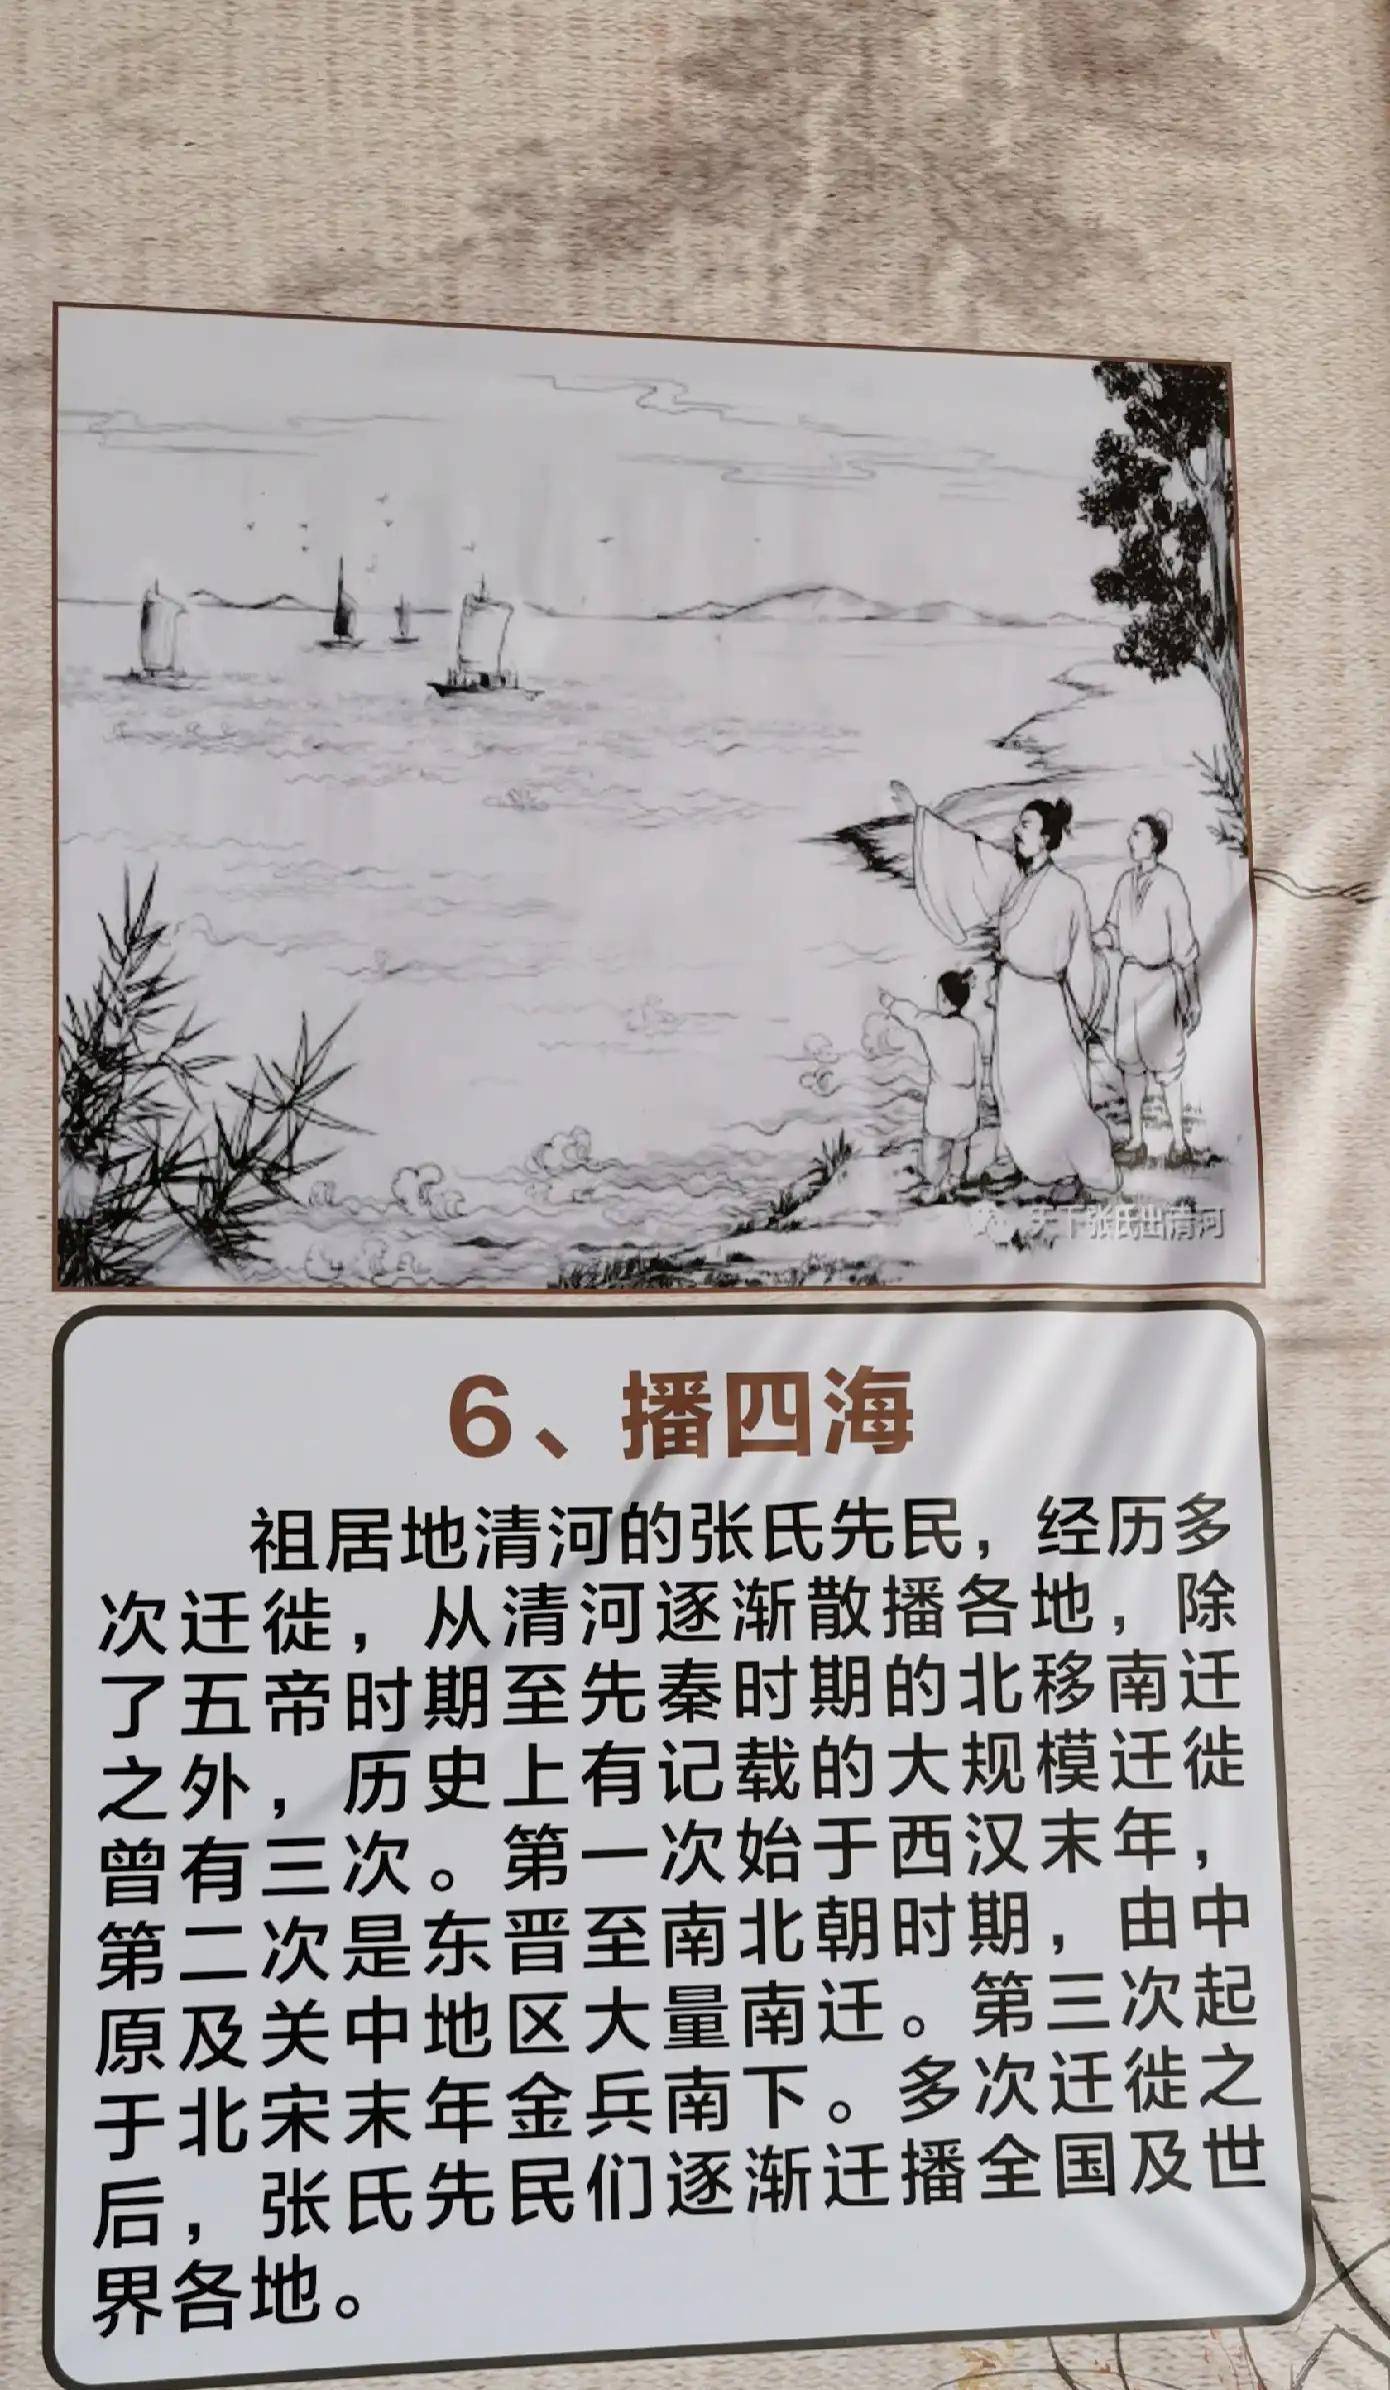 天下张氏出清河
6、播四海
祖居地清河的张氏先民，经历多
次迁徙，从清河逐渐散播各地，除
了五帝时期至先秦时期的北移南迁
之外，历史上有记载的大规模迁徙
曾有三次。第一次始于西汉末年，
第二次是东晋至南北朝时期，由中
原及关中地区大量南迁。第三次起
于北宋末年金兵南下。多次迁徙之
后，张氏先民们逐渐迁播全国及世
界各地。